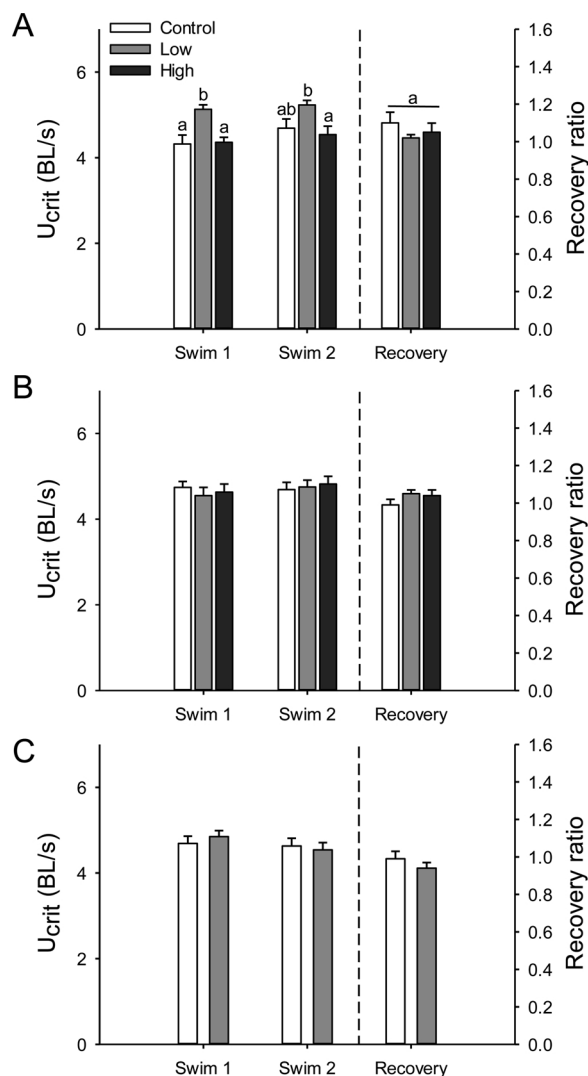 A
Control
Low
High
6
4
2
0
Ucrit (BL/s)
a b a
ab b a
a
1.6
1.4
1.2
1.0
0.8
0.6
0.4
0.2
0.0
Recovery ratio
Swim 1 Swim 2 Recovery
B
6
4
2
0
Ucrit (BL/s)
1.6
1.4
1.2
1.0
0.8
0.6
0.4
0.2
0.0
Recovery ratio
Swim 1 Swim 2 Recovery
C
6
4
2
0
Ucrit (BL/s)
1.6
1.4
1.2
1.0
0.8
0.6
0.4
0.2
0.0
Recovery ratio
Swim 1 Swim 2 Recovery